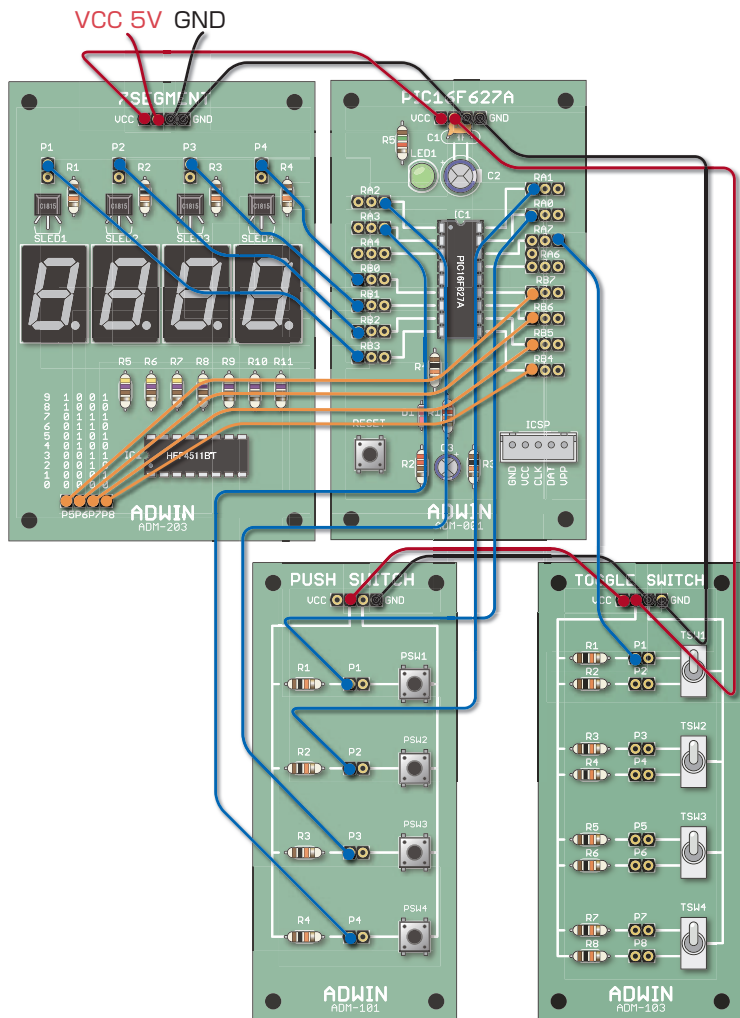 VCC 5V GND
7SEGMENT
VCC GND
P1 P2 P3 P4
R1 R2 R3 R4
C1815 C1815 C1815 C1815
SLED1 SLED2 SLED3 SLED4
R5 R6 R7 R8 R9 R10 R11
9 1 0 0 1
8 1 0 0 0
7 0 1 1 1
6 0 1 1 0
5 0 1 0 1
4 0 1 0 0
3 0 0 1 1
2 0 0 1 0
1 0 0 0 1
0 0 0 0 0
P5 P6 P7 P8
ADWIN
ADM-203
PIC16F627A
VCC GND
R5 C1
LED1
C2
RA2 RA1
RA3 IC1 RA0
RA4 PIC16F627A RA7
RA6
RB0 RB7
RB1 RB6
RB2 RB5
RB3 RB4
RESET
R2 C3 R3
ICSP
GND VCC CLK DAT VPP
ADWIN
ADM-001
PUSH SWITCH
VCC GND
R1 P1 PSW1
R2 P2 PSW2
R3 P3 PSW3
R4 P4 PSW4
ADWIN
ADM-101
TOGGLE SWITCH
VCC GND
R1 P1 TSW1
R2 P2
R3 P3 TSW2
R4 P4
R5 P5 TSW3
R6 P6
R7 P7 TSW4
R8 P8
ADWIN
ADM-103